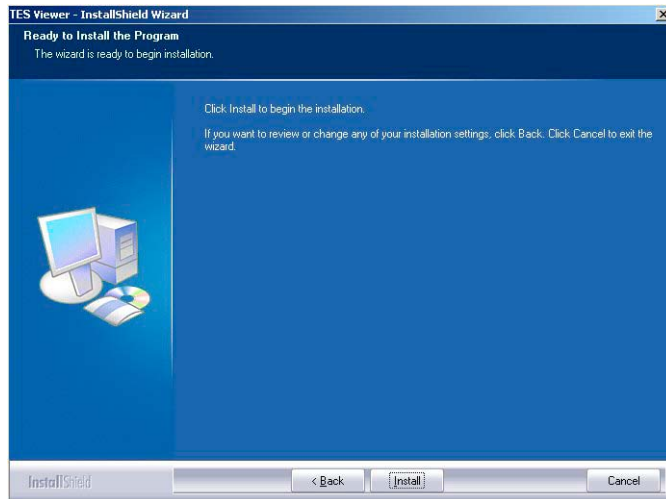 TES Viewer - InstallShield Wizard
Ready to Install the Program
The wizard is ready to begin installation.
Click Install to begin the installation.
If you want to review or change any of your installation settings, click Back. Click Cancel to exit the
wizard.
InstallShield
< Back
Install
Cancel